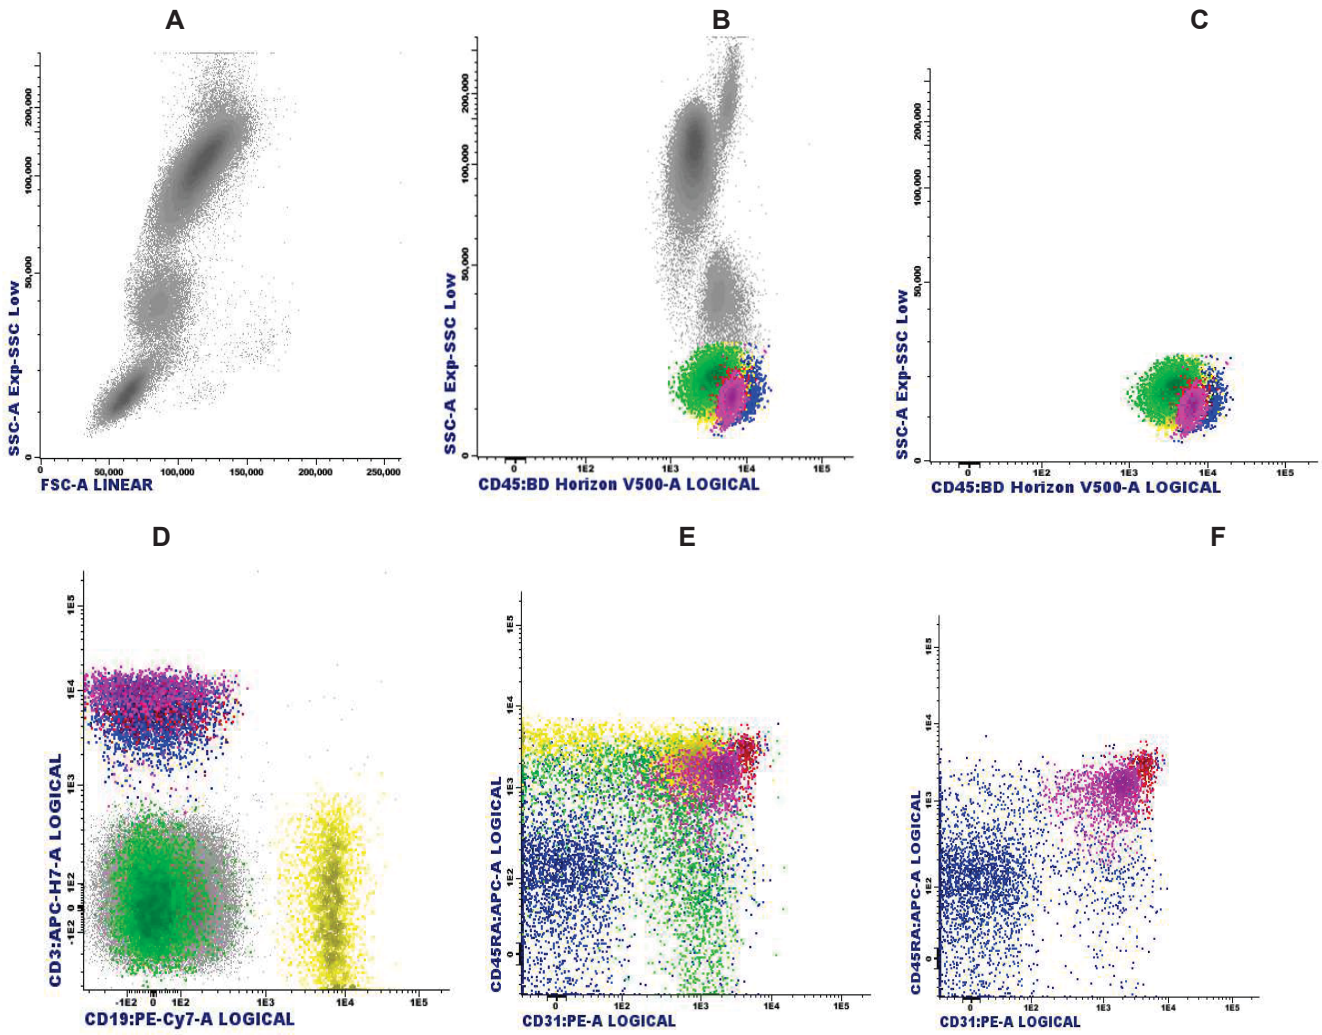 A
B
C
200,000
100,000
50,000
0
SSC-A Exp-SSC Low
0
50,000
100,000
150,000
200,000
250,000
FSC-A LINEAR
200,000
100,000
50,000
0
SSC-A Exp-SSC Low
0
1E2
1E3
1E4
1E5
CD45:BD Horizon V500-A LOGICAL
200,000
100,000
50,000
0
SSC-A Exp-SSC Low
0
1E2
1E3
1E4
1E5
CD45:BD Horizon V500-A LOGICAL
D
E
F
1E5
1E4
1E3
1E2
0
-1E2
CD3:APC-H7-A LOGICAL
-1E2
0
1E2
1E3
1E4
1E5
CD19:PE-Cy7-A LOGICAL
1E5
1E4
1E3
1E2
0
CD45RA:APC-A LOGICAL
0
1E2
1E3
1E4
1E5
CD31:PE-A LOGICAL
1E5
1E4
1E3
1E2
0
CD45RA:APC-A LOGICAL
0
1E2
1E3
1E4
1E5
CD31:PE-A LOGICAL